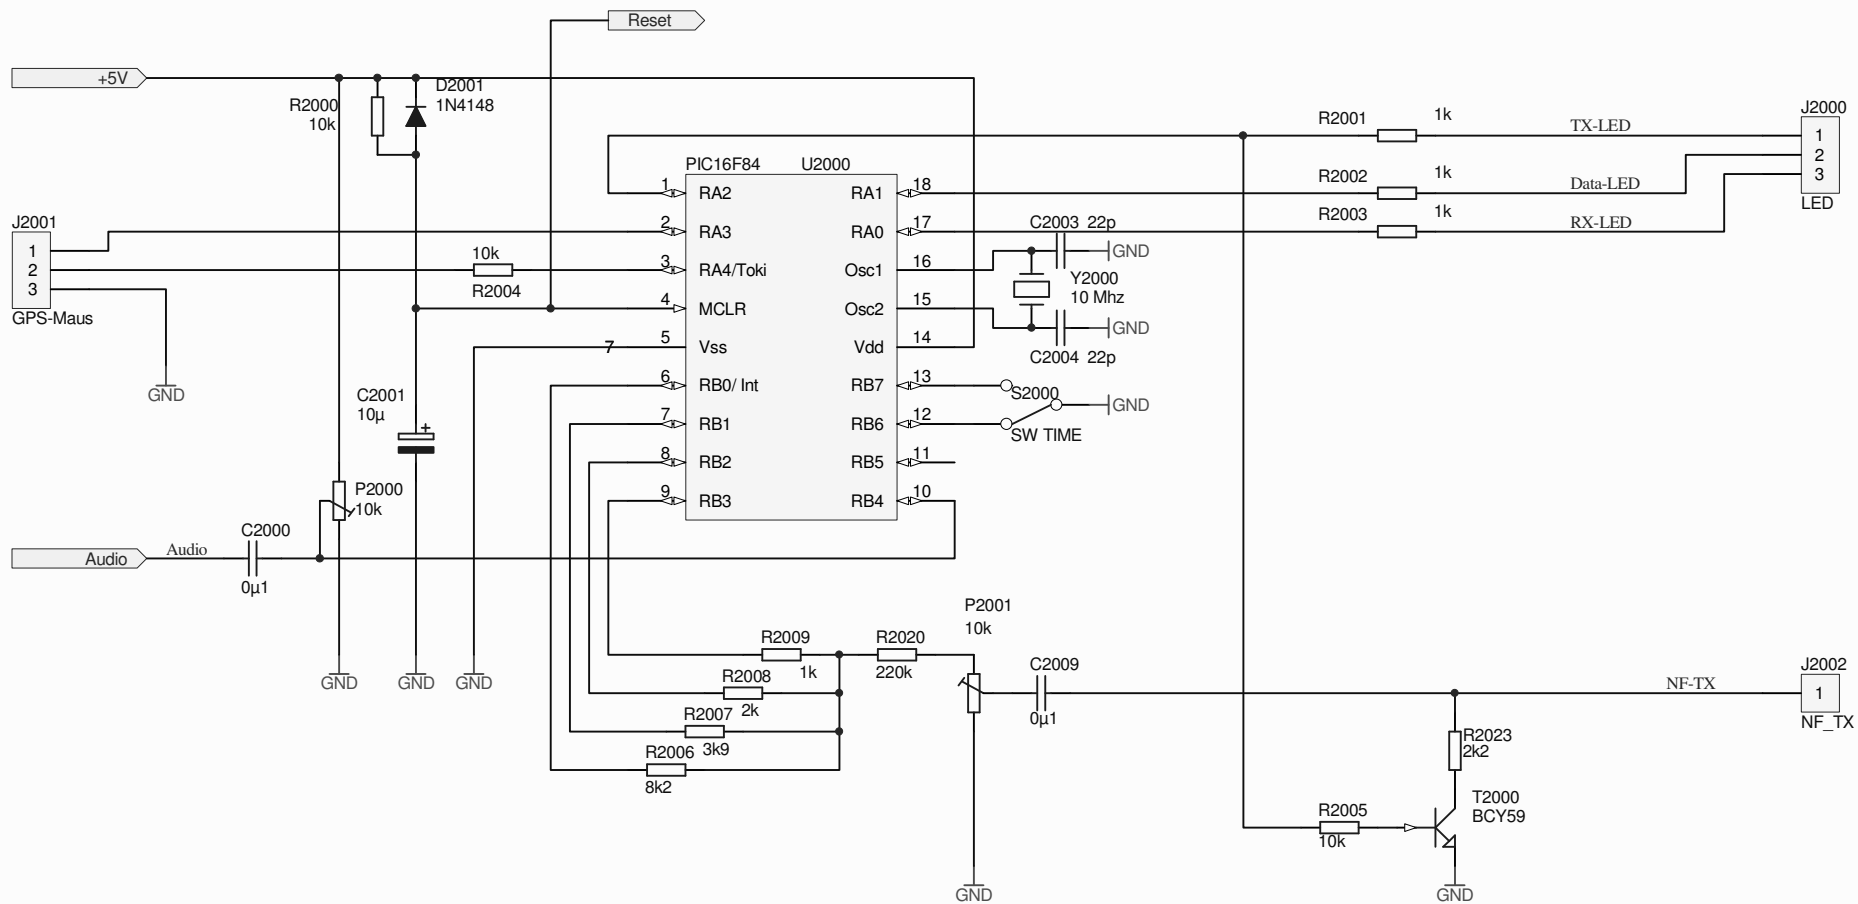 Reset
+5V
D2001
1N4148
R2000
10k
R2001
1k
TX-LED
J2000
1
2
3
LED
R2002
1k
Data-LED
R2003
1k
RX-LED
PIC16F84
U2000
1
RA2
2
RA3
3
RA4/Toki
4
MCLR
5
Vss
7
6
RB0/ Int
7
RB1
8
RB2
9
RB3
RA1
18
RA0
17
Osc1
16
Osc2
15
Vdd
14
RB7
13
RB6
12
RB5
11
RB4
10
J2001
1
2
3
GPS-Maus
GND
10k
R2004
C2003 22p
GND
Y2000
10 Mhz
GND
C2004 22p
S2000
GND
SW TIME
C2001
10µ
+
P2000
10k
C2000
0µ1
Audio
Audio
GND
GND
GND
R2009
1k
R2008
2k
R2007
3k9
R2006
8k2
R2020
220k
P2001
10k
C2009
0µ1
GND
NF-TX
J2002
1
NF_TX
R2023
2k2
T2000
BCY59
R2005
10k
GND